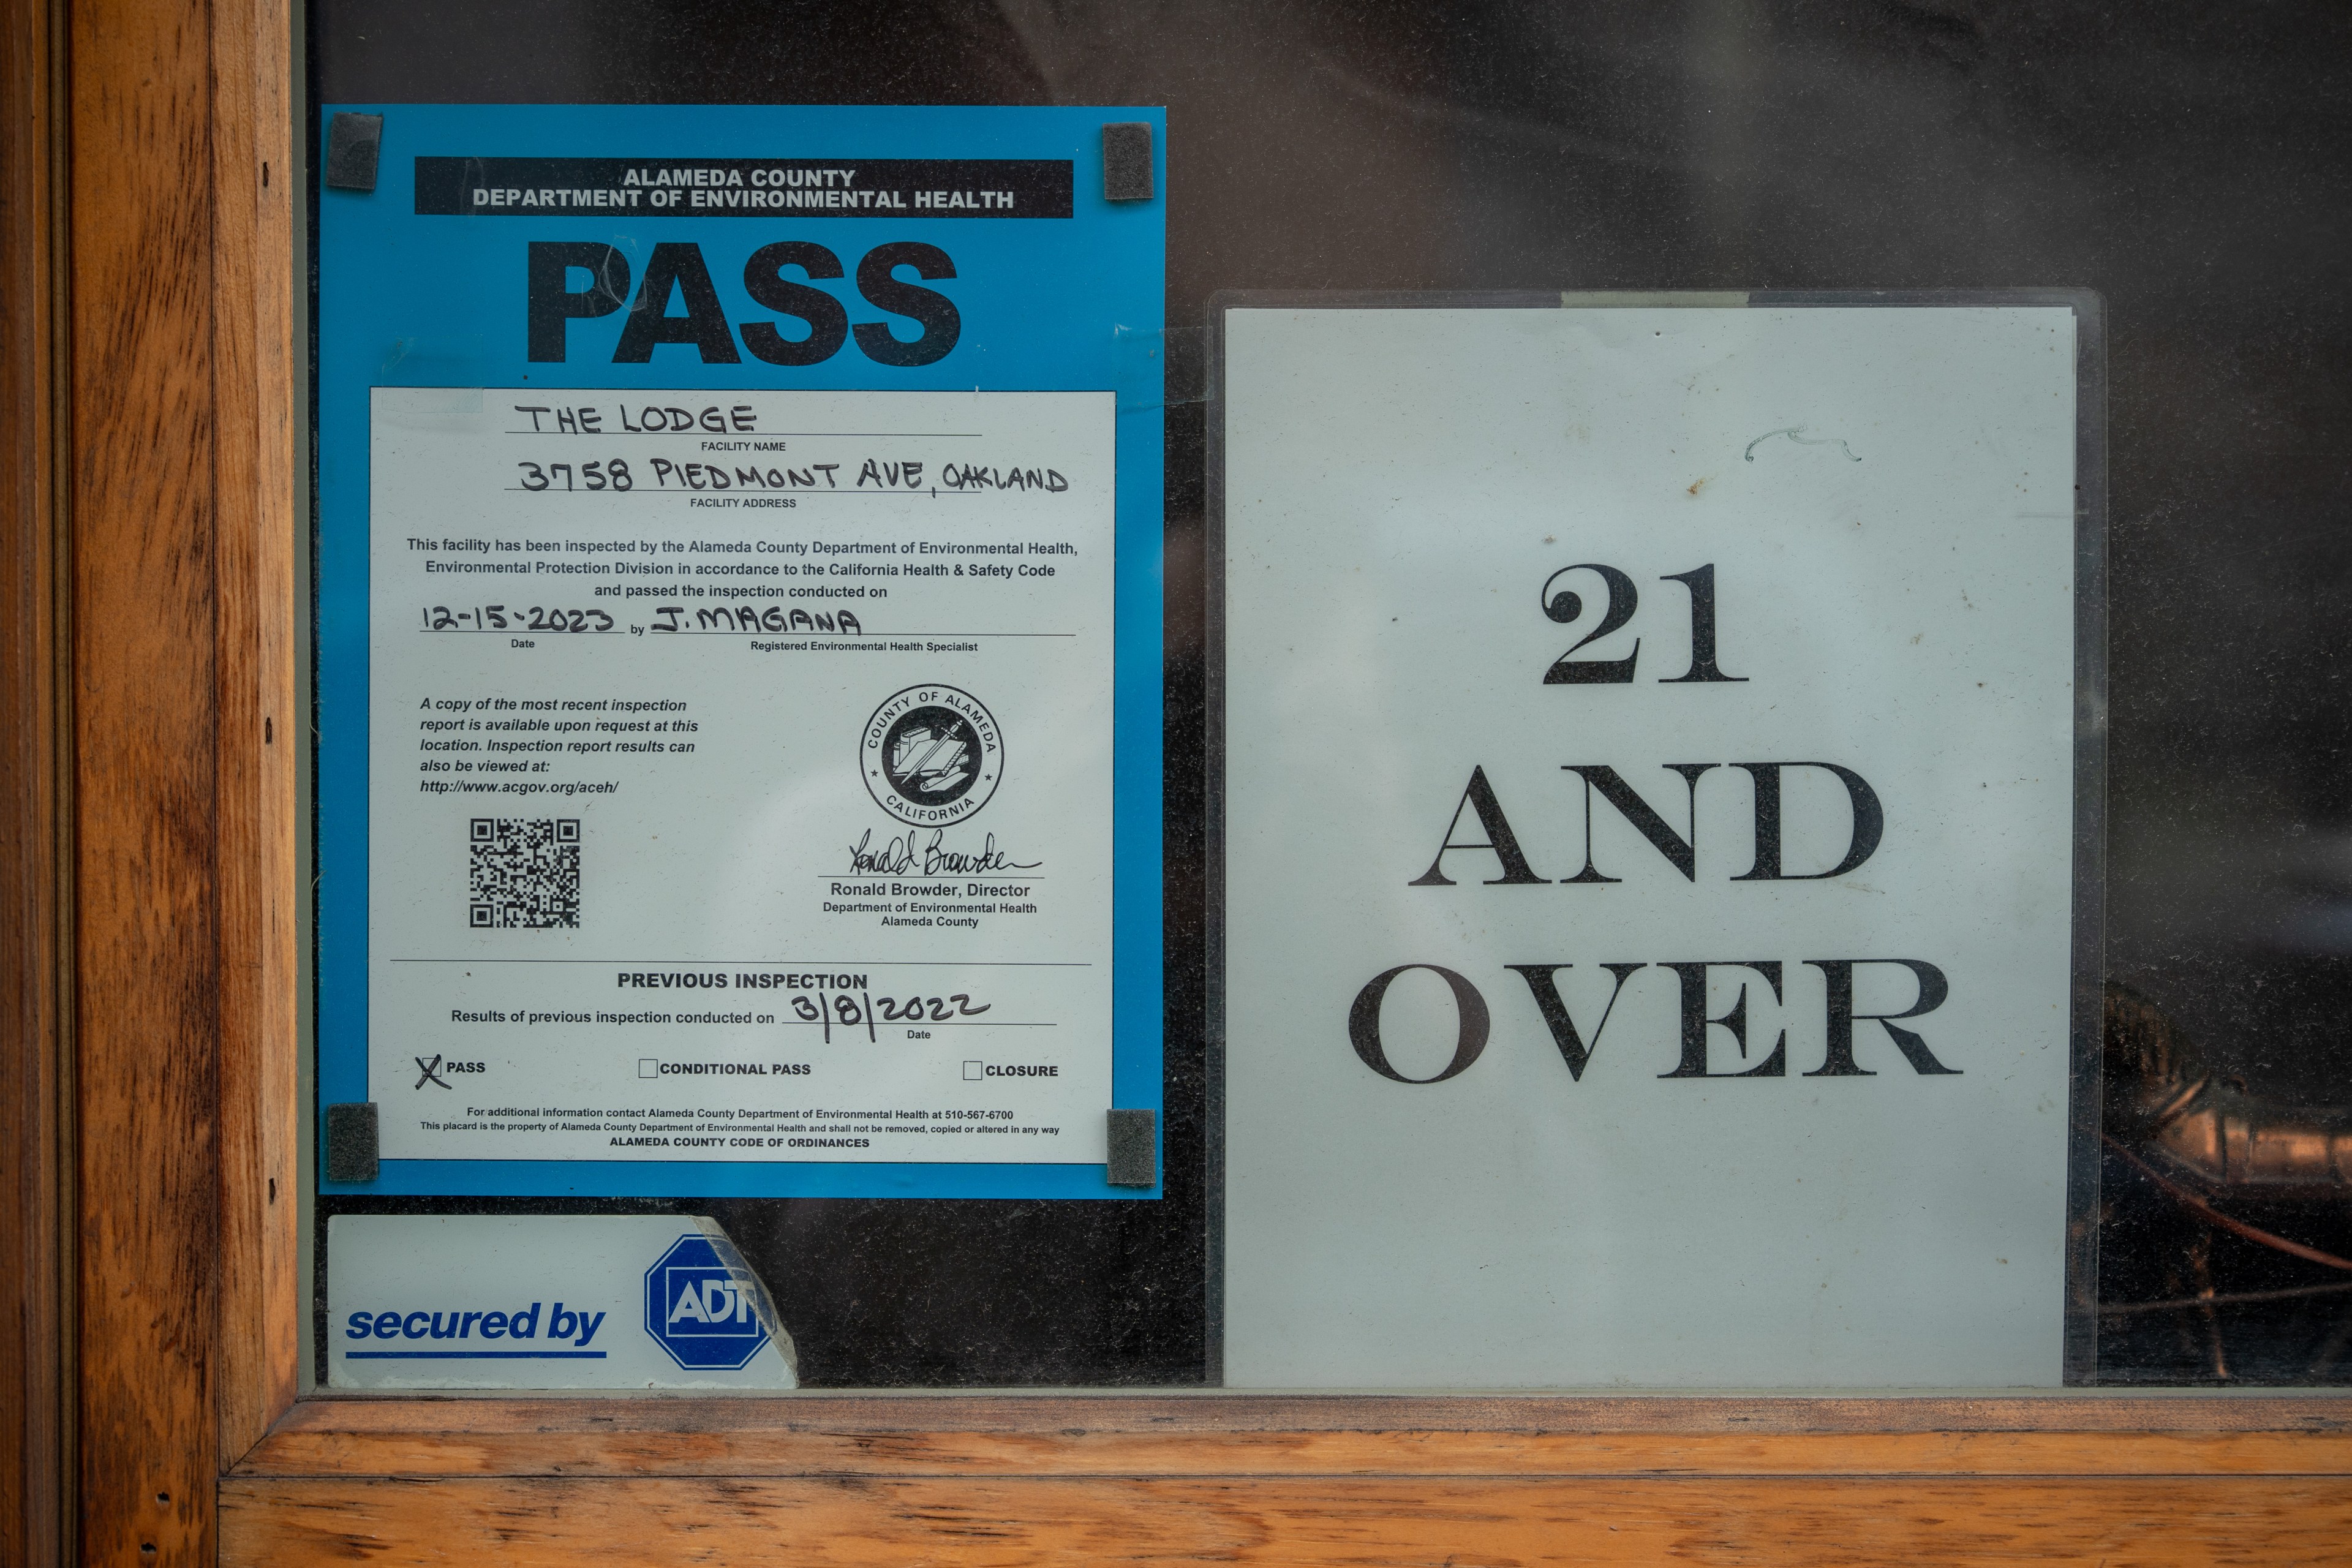 ALAMEDA COUNTY
DEPARTMENT OF ENVIRONMENTAL HEALTH
PASS
THE LODGE
FACILITY NAME
3758 PIEDMONT AVE, OAKLAND
FACILITY ADDRESS
This facility has been inspected by the Alameda County Department of Environmental Health,
Environmental Protection Division in accordance to the California Health & Safety Code
and passed the inspection conducted on
12-15-2023 by J. MAGANA
Date Registered Environmental Health Specialist
A copy of the most recent inspection
report is available upon request at this
location. Inspection report results can
also be viewed at:
http://www.acgov.org/aceh/
COUNTY OF ALAMEDA
CALIFORNIA
Ronald Browder
Ronald Browder, Director
Department of Environmental Health
Alameda County
PREVIOUS INSPECTION
Results of previous inspection conducted on 3/8/2022
Date
X PASS CONDITIONAL PASS CLOSURE
For additional information contact Alameda County Department of Environmental Health at 510-567-6700
This placard is the property of Alameda County Department of Environmental Health and shall not be removed, copied or altered in any way
ALAMEDA COUNTY CODE OF ORDINANCES
secured by ADT
21
AND
OVER